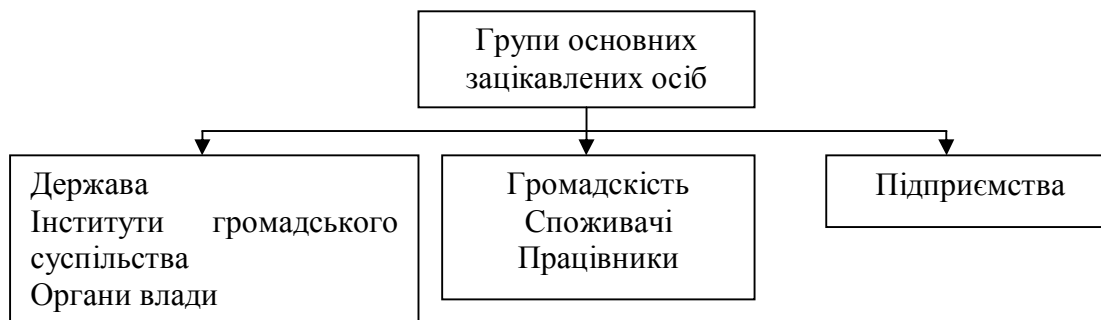 Групи основних
зацікавлених осіб
Держава
Інститути громадського
суспільства
Органи влади
Громадскість
Споживачі
Працівники
Підприємства